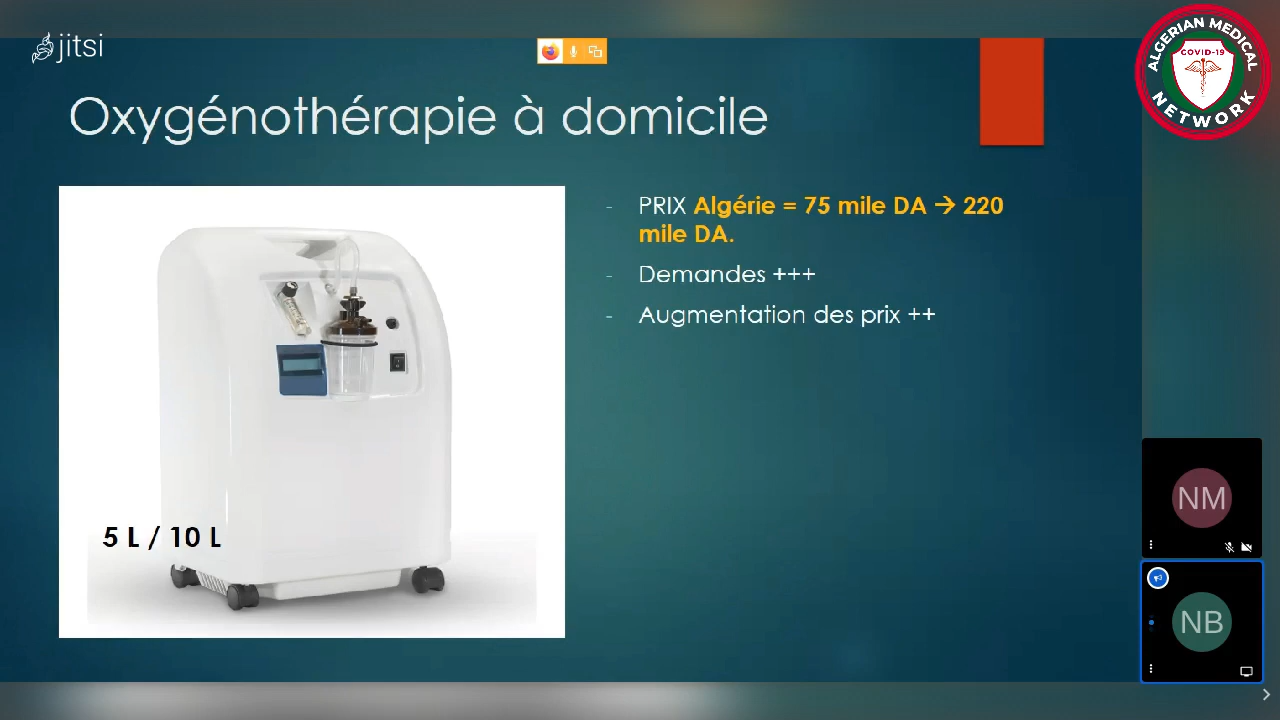 jitsi
ALGERIAN MEDICAL
COVID-19
NETWORK
Oxygénothérapie à domicile
- PRIX Algérie = 75 mile DA → 220
mile DA.
- Demandes +++
- Augmentation des prix ++
5 L / 10 L
NM
NB